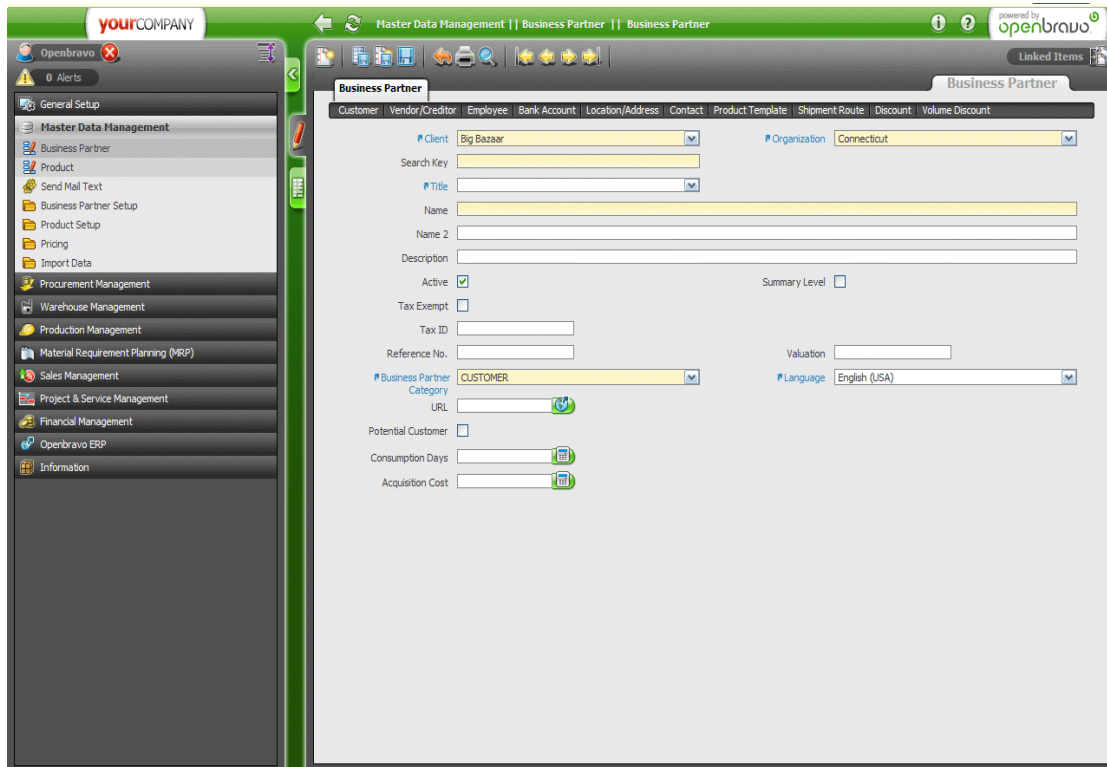 yourCOMPANY
Master Data Management || Business Partner || Business Partner
powered by
openbravo
Openbravo
0 Alerts
Linked Items
General Setup
Master Data Management
Business Partner
Product
Send Mail Text
Business Partner Setup
Product Setup
Pricing
Import Data
Procurement Management
Warehouse Management
Production Management
Material Requirement Planning (MRP)
Sales Management
Project & Service Management
Financial Management
Openbravo ERP
Information
Business Partner
Business Partner
Customer Vendor/Creditor Employee Bank Account Location/Address Contact Product Template Shipment Route Discount Volume Discount
Client Big Bazaar Organization Connecticut
Search Key
Title
Name
Name 2
Description
Active Summary Level
Tax Exempt
Tax ID
Reference No. Valuation
Business Partner Category CUSTOMER Language English (USA)
URL
Potential Customer
Consumption Days
Acquisition Cost